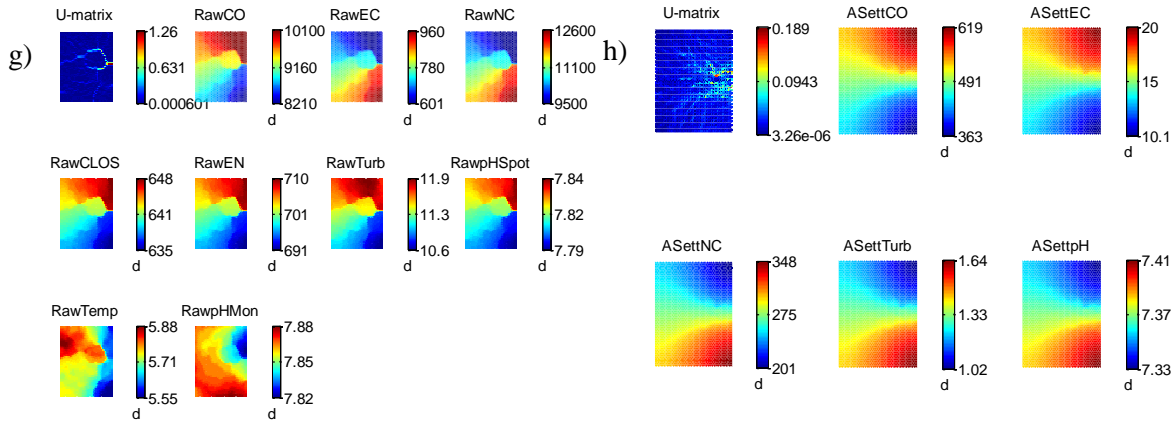 g)
U-matrix
1.26
0.631
0.000601
RawCO
10100
9160
8210
d
RawEC
960
780
601
d
RawNC
12600
11100
9500
d
RawCLOS
648
641
635
d
RawEN
710
701
691
d
RawTurb
11.9
11.3
10.6
d
RawpHSpot
7.84
7.82
7.79
d
RawTemp
5.88
5.71
5.55
d
RawpHMon
7.88
7.85
7.82
d
h)
U-matrix
0.189
0.0943
3.26e-06
ASettCO
619
491
363
d
ASettEC
20
15
10.1
d
ASettNC
348
275
201
d
ASettTurb
1.64
1.33
1.02
d
ASettpH
7.41
7.37
7.33
d